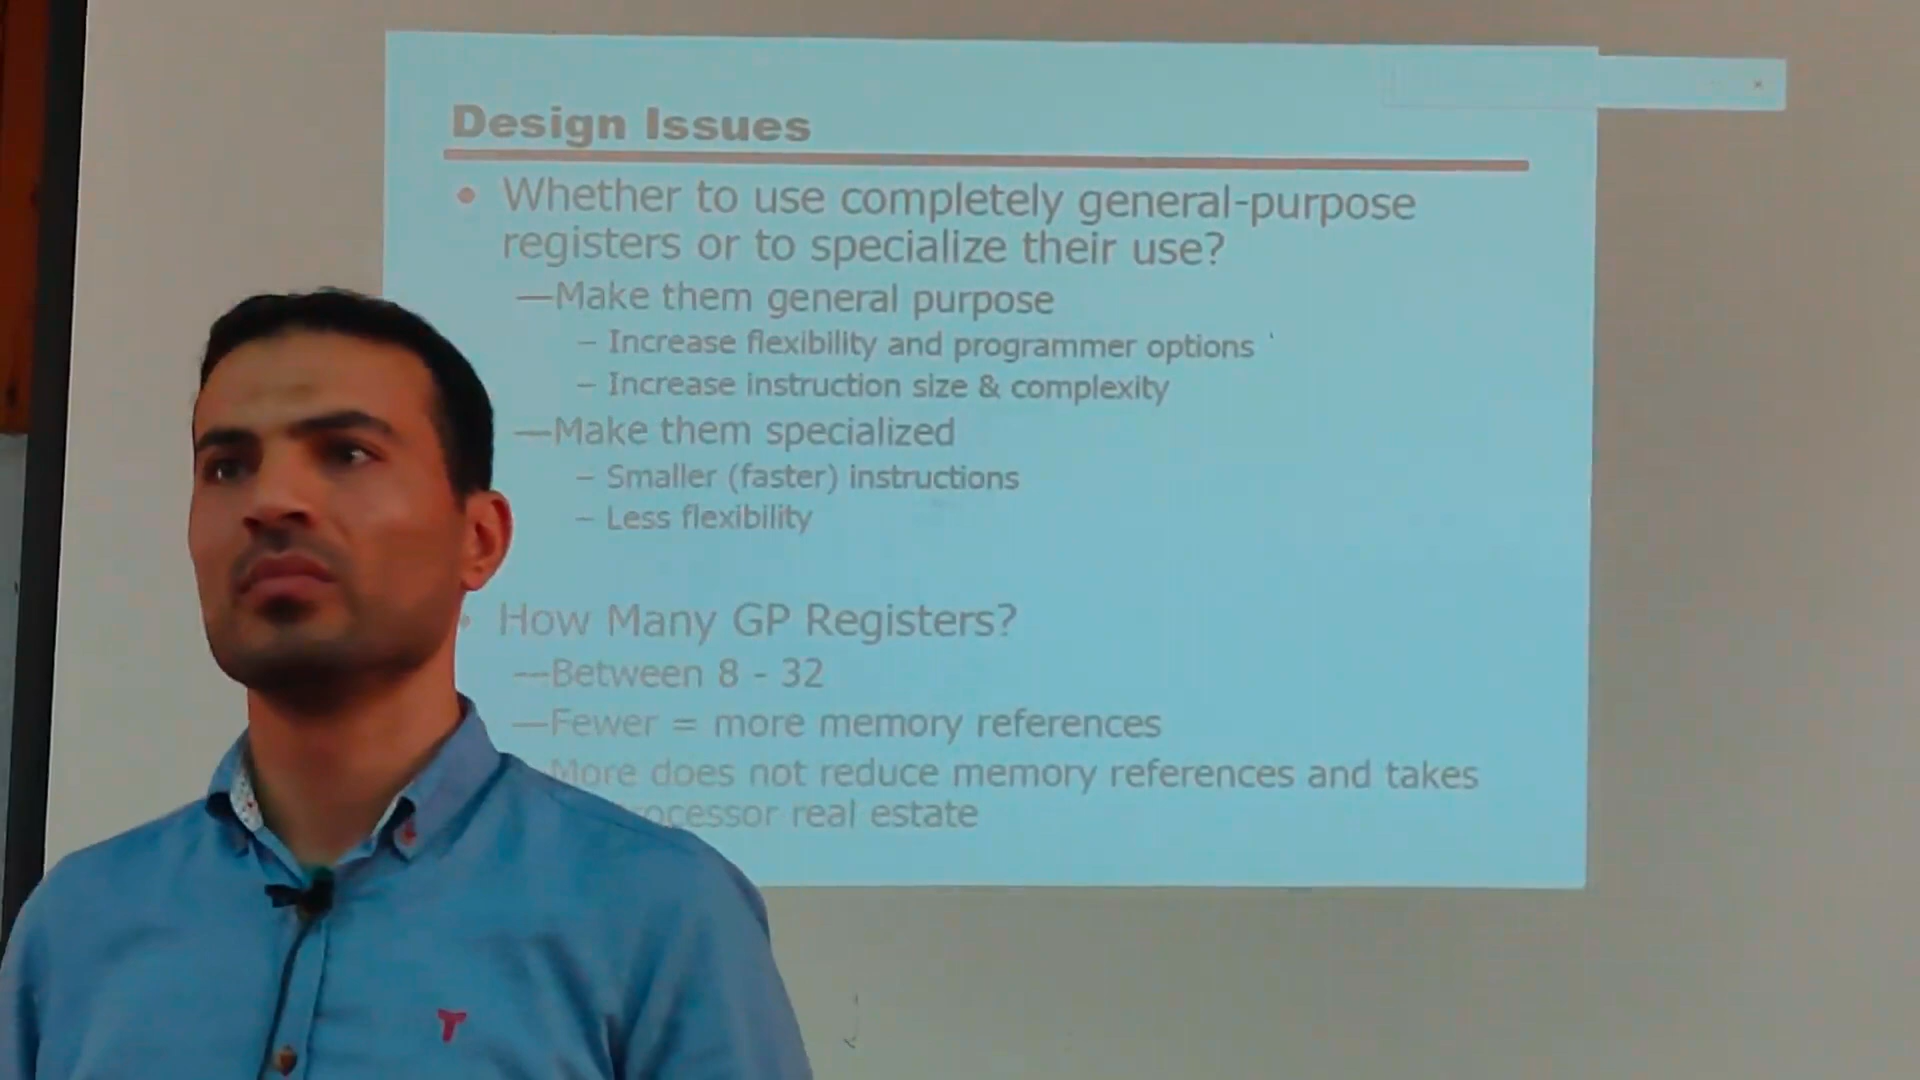 Design Issues
• Whether to use completely general-purpose
registers or to specialize their use?
—Make them general purpose
– Increase flexibility and programmer options
– Increase instruction size & complexity
—Make them specialized
– Smaller (faster) instructions
– Less flexibility
• How Many GP Registers?
—Between 8 - 32
—Fewer = more memory references
More does not reduce memory references and takes
real estate
T